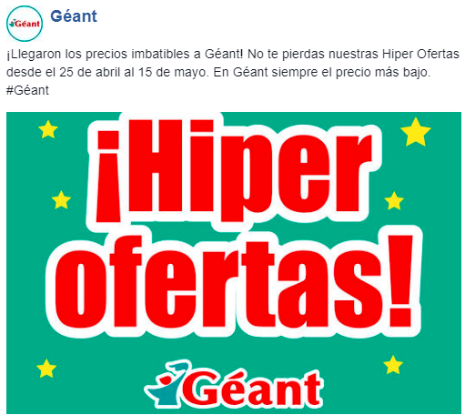 Géant
Géant
¡Llegaron los precios imbatibles a Géant! No te pierdas nuestras Hiper Ofertas
desde el 25 de abril al 15 de mayo. En Géant siempre el precio más bajo.
#Géant
¡Hiper
ofertas!
Géant